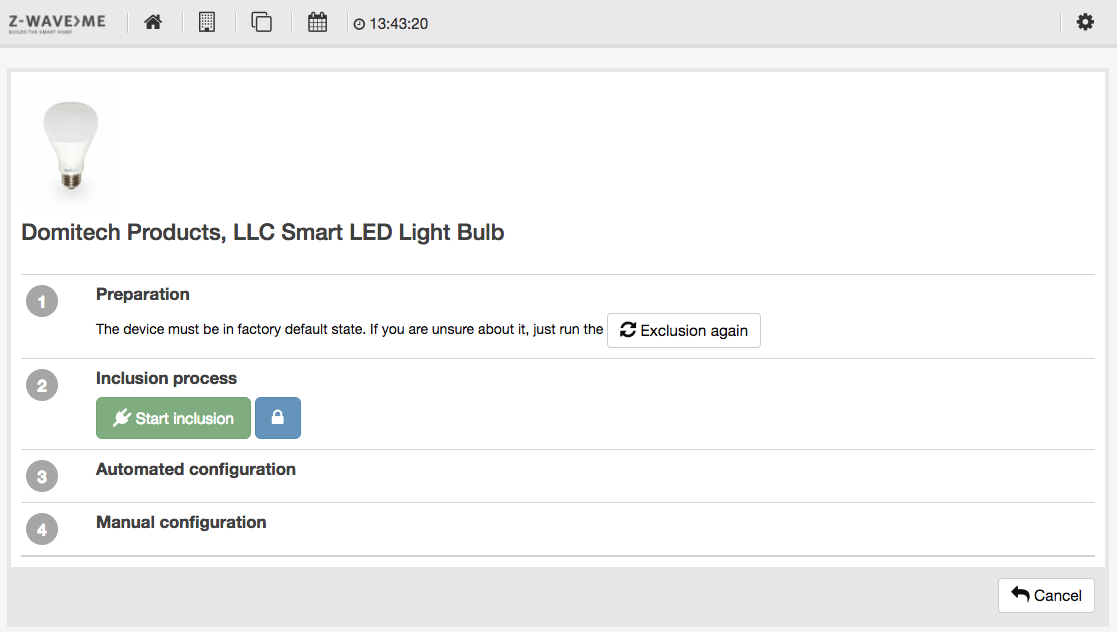 Z-WAVE>ME
BUILDS THE SMART HOME
13:43:20
Domitech Products, LLC Smart LED Light Bulb
1
Preparation
The device must be in factory default state. If you are unsure about it, just run the Exclusion again
2
Inclusion process
Start inclusion
3
Automated configuration
4
Manual configuration
Cancel